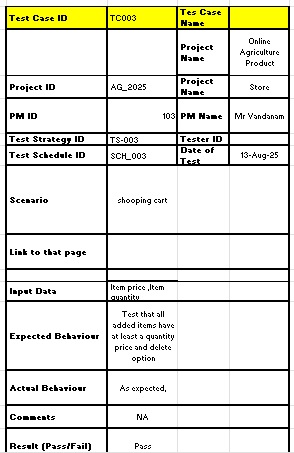 Test Case ID TC003 Tes Case Name
Project Name Online Agriculture Product
Project ID AG_2025 Project Name Store
PM ID 103 PM Name Mr Vandanam
Test Strategy ID TS-003 Tester ID
Test Schedule ID SCH_003 Date of Test 13-Aug-25
Scenario shooping cart
Link to that page
Input Data Item price ,Item quantity
Expected Behaviour Test that all added items have at least a quantity price and delete option
Actual Behaviour As expected,
Comments NA
Result (Pass/Fail) Pass